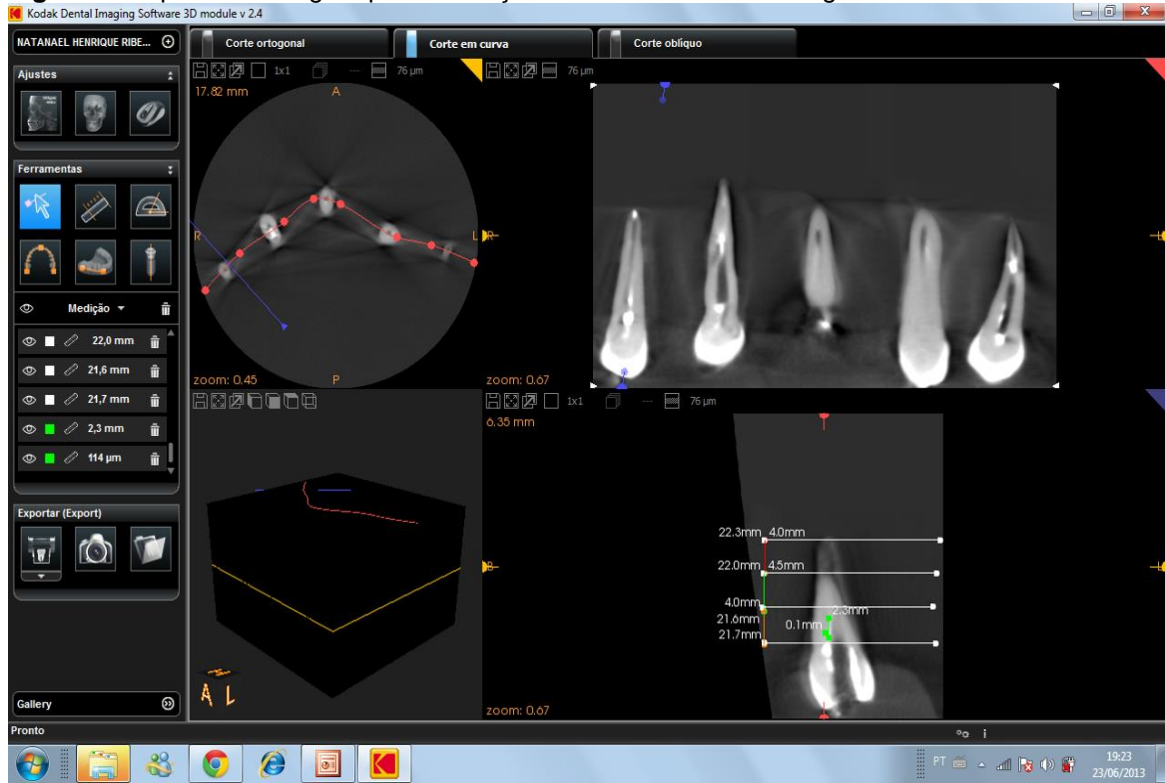 Kodak Dental Imaging Software 3D module v 2.4
NATANAEL HENRIQUE RIBE...
Corte ortogonal
Corte em curva
Corte oblíquo
Ajustes
Ferramentas
Medição
22,0 mm
21,6 mm
21,7 mm
2,3 mm
114 µm
Exportar (Export)
Gallery
Pronto
1x1
---
76 µm
17.82 mm
A
R
L
P
zoom: 0.45
76 µm
R
L
zoom: 0.67
A L
1x1
---
76 µm
6.35 mm
B
L
22.3mm 4.0mm
22.0mm 4.5mm
4.0mm
2.3mm
21.6mm
0.1mm
21.7mm
zoom: 0.67
PT
19:23
23/06/2013